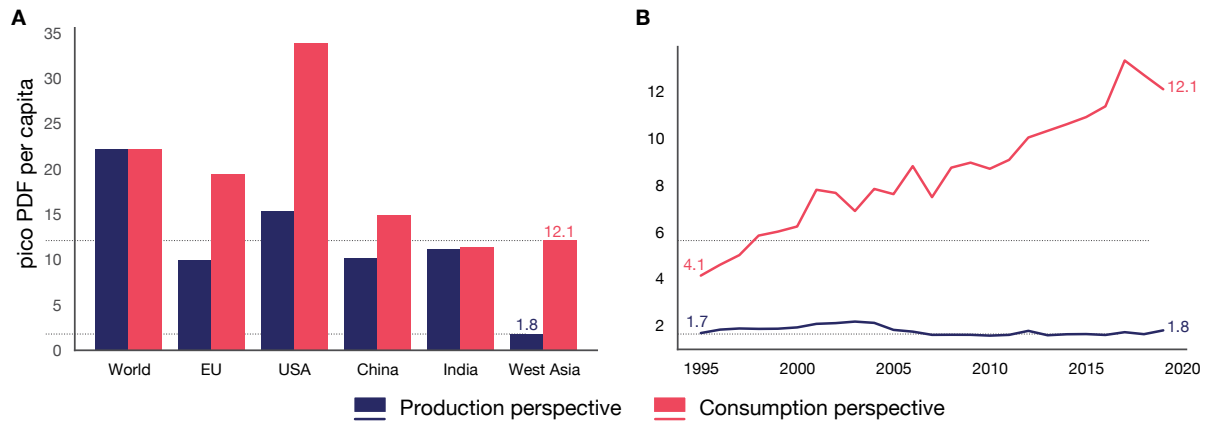 A
pico PDF per capita
35
30
25
20
15
10
5
0
12.1
1.8
World
EU
USA
China
India
West Asia
B
12
10
8
6
4
2
4.1
12.1
1.7
1.8
1995
2000
2005
2010
2015
2020
Production perspective
Consumption perspective